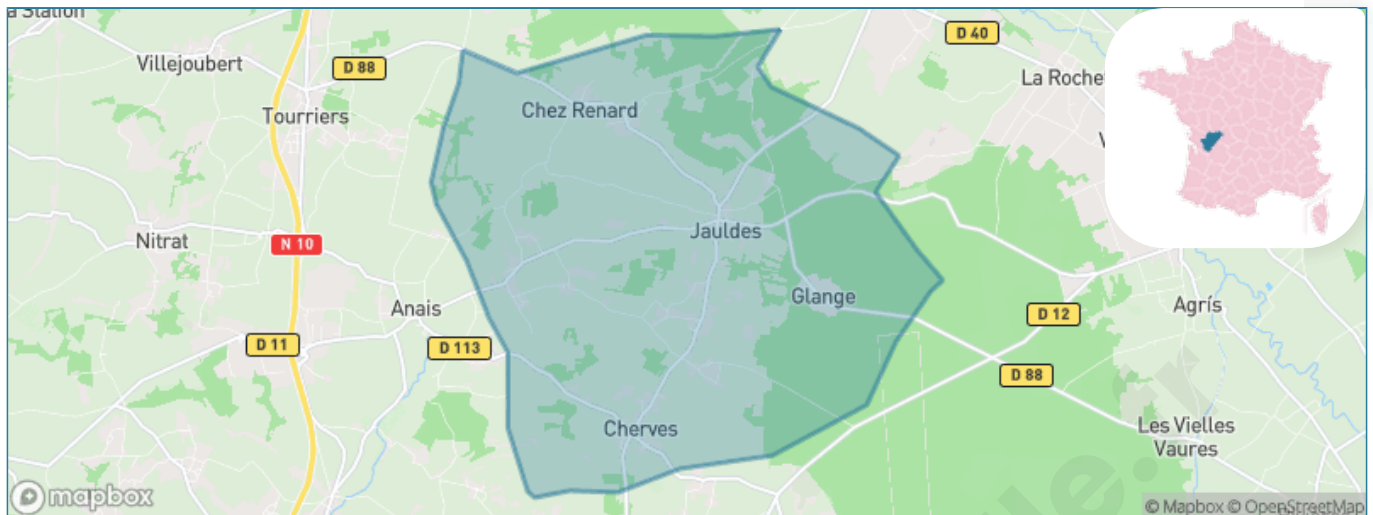 a Station
D 40
Villejoubert
D 88
La Roche
Chez Renard
Tourriers
Jauldes
Nitrat
N 10
Glange
Agrís
Anais
D 12
D 11
D 113
D 88
Cherves
Les Vielles
Vaures
mapbox
© Mapbox © OpenStreetMap